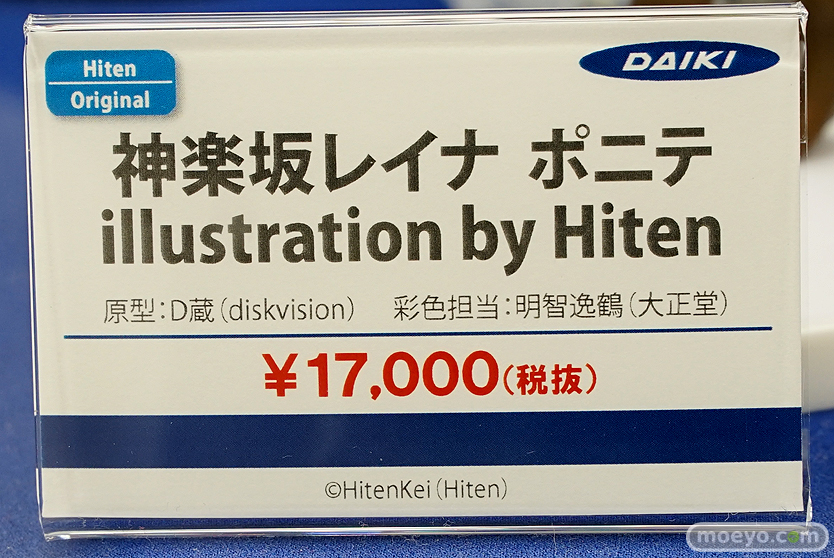 Hiten
Original
DAIKI
神楽坂レイナ ポニテ
illustration by Hiten
原型：D蔵（diskvision） 彩色担当：明智逸鶴（大正堂）
￥17,000（税抜）
©HitenKei（Hiten）
moeyo.com